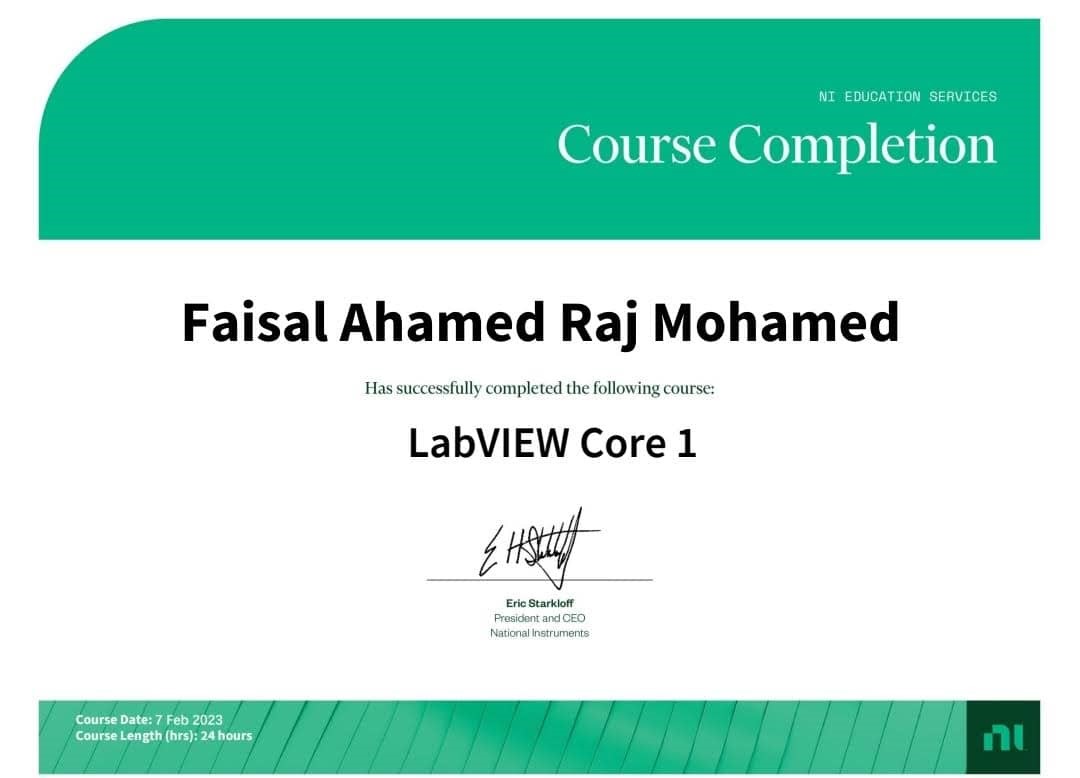 NI EDUCATION SERVICES
Course Completion
Faisal Ahamed Raj Mohamed
Has successfully completed the following course:
LabVIEW Core 1
Eric Starkloff
President and CEO
National Instruments
Course Date: 7 Feb 2023
Course Length (hrs): 24 hours
ni